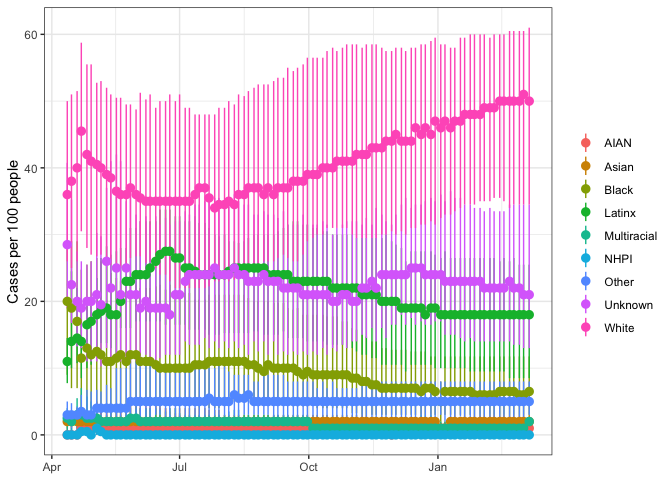 60
40
20
0
Cases per 100 people
Apr
Jul
Oct
Jan
AIAN
Asian
Black
Latinx
Multiracial
NHPI
Other
Unknown
White